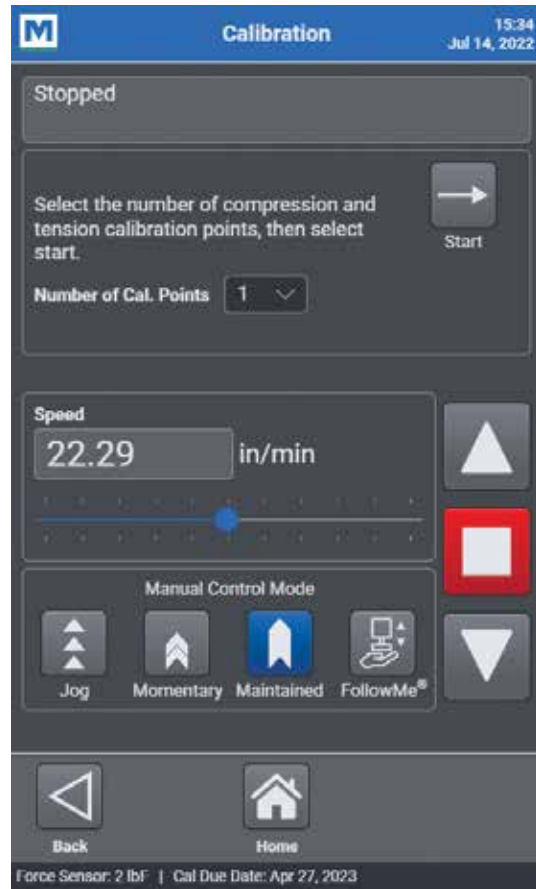 M
Calibration
15:34
Jul 14, 2022
Stopped
Select the number of compression and
tension calibration points, then select
start.
Start
Number of Cal. Points 1
Speed
22.29 in/min
Manual Control Mode
Jog Momentary Maintained FollowMe®
Back Home
Force Sensor: 2 lbF | Cal Due Date: Apr 27, 2023